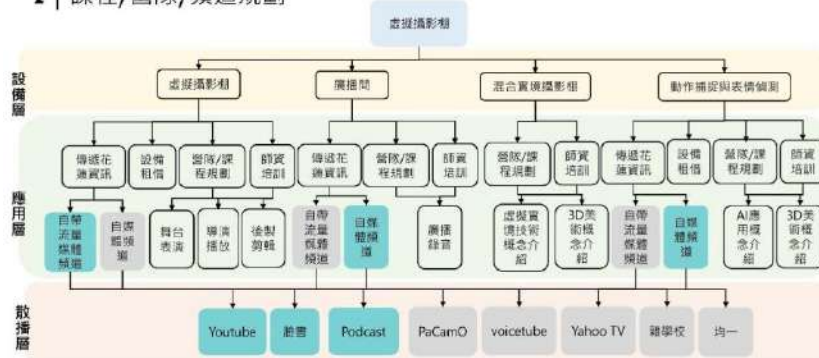 虛擬攝影棚
設備層
虛擬攝影棚
廣播間
混合實境攝影棚
動作捕捉與表情偵測
應用層
傳遞花
蓮資訊
設備
租借
營隊/課
程規劃
師資
培訓
傳遞花
蓮資訊
營隊/課
程規劃
師資
培訓
營隊/課
程規劃
師資
培訓
傳遞花
蓮資訊
設備
租借
營隊/課
程規劃
師資
培訓
自帶
流量
媒體
頻道
自媒
體頻
道
舞台
表演
導演
播放
後製
剪輯
自帶
流量
媒體
頻道
自媒
體頻
道
廣播
錄音
虛擬實
境技術
概念介
紹
3D美
術概
念介
紹
自帶
流量
媒體
頻道
自媒
體頻
道
AI應
用概
念介
紹
3D美
術概
念介
紹
散播層
Youtube
臉書
Podcast
PaCamO
voicetube
Yahoo TV
雜學校
均一